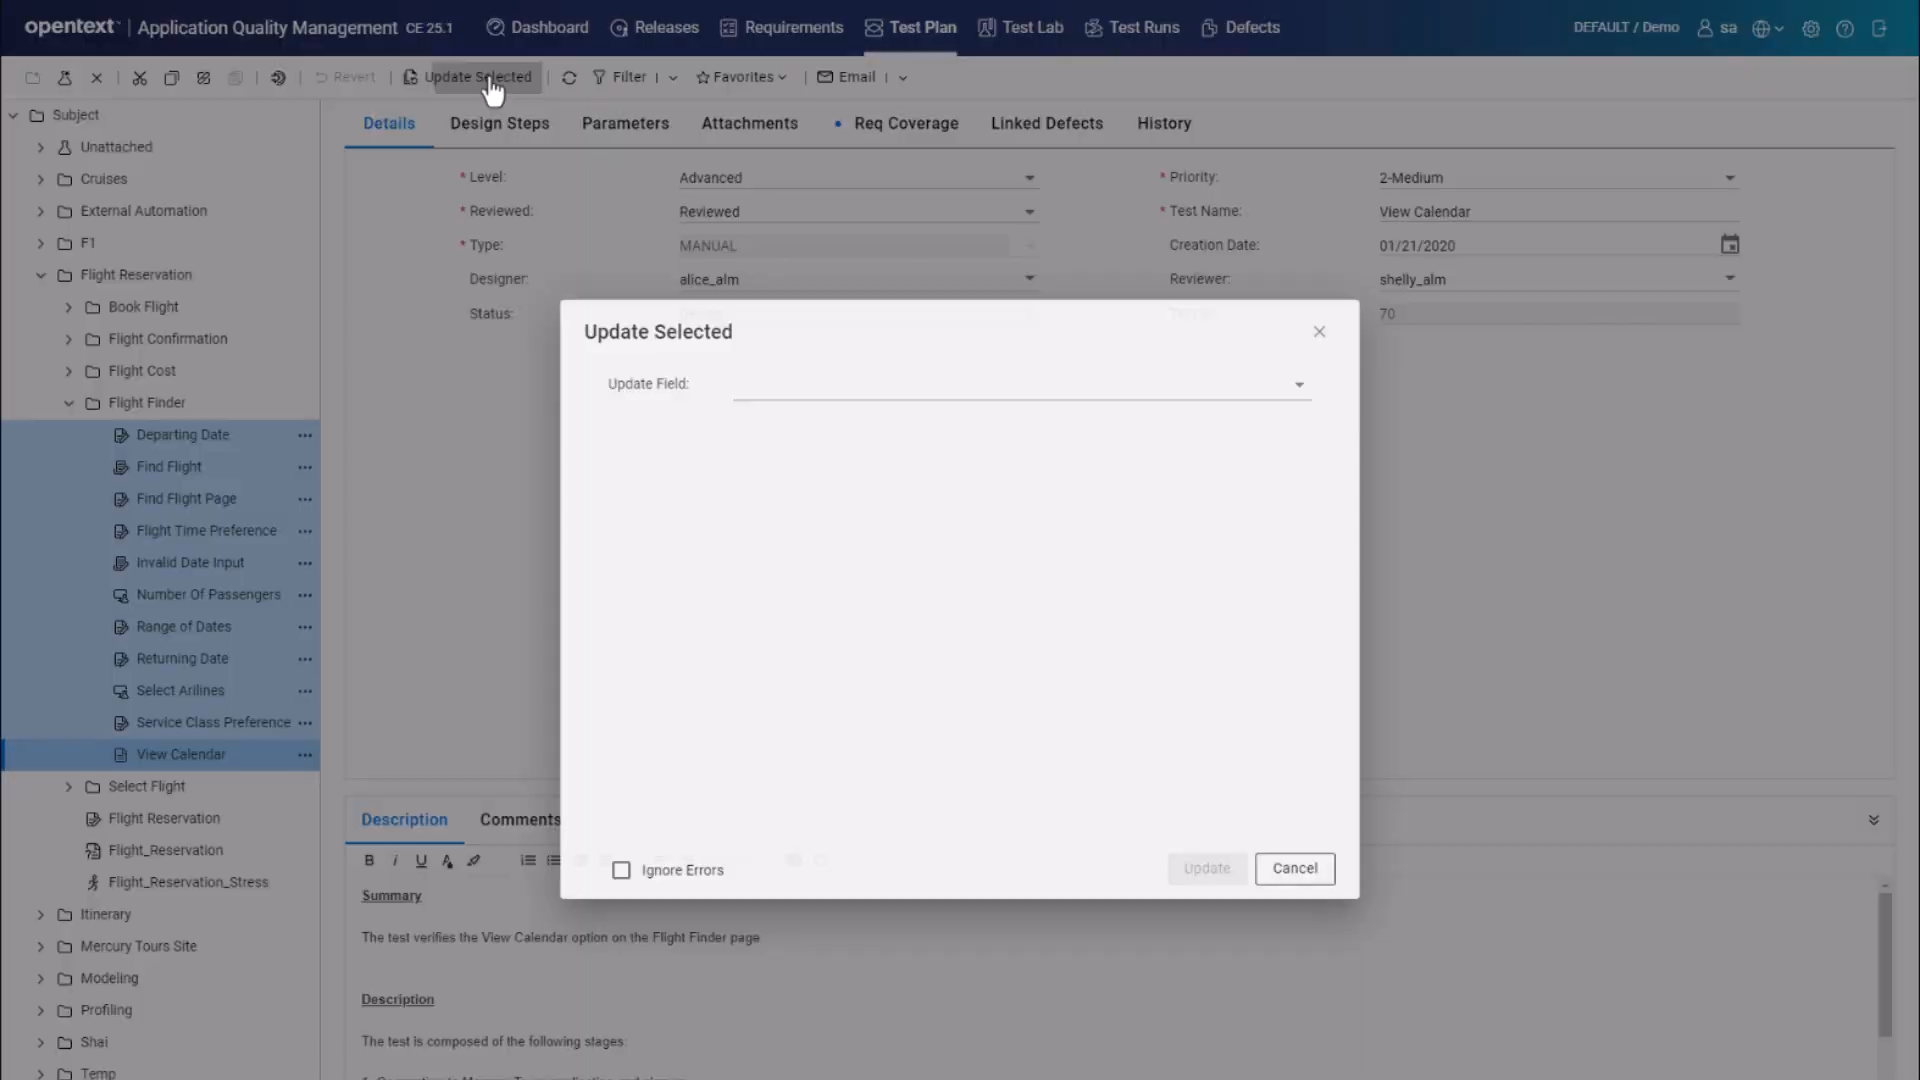 opentext™ | Application Quality Management CE 25.1
Dashboard
Releases
Requirements
Test Plan
Test Lab
Test Runs
Defects
DEFAULT / Demo
sa
Revert
Update Selected
Filter
Favorites
Email
Subject
Unattached
Cruises
External Automation
F1
Flight Reservation
Book Flight
Flight Confirmation
Flight Cost
Flight Finder
Departing Date
Find Flight
Find Flight Page
Flight Time Preference
Invalid Date Input
Number Of Passengers
Range of Dates
Returning Date
Select Arilines
Service Class Preference
View Calendar
Select Flight
Flight Reservation
Flight_Reservation
Flight_Reservation_Stress
Itinerary
Mercury Tours Site
Modeling
Profiling
Shai
Temp
Details
Design Steps
Parameters
Attachments
Req Coverage
Linked Defects
History
* Level: Advanced
* Priority: 2-Medium
* Reviewed: Reviewed
* Test Name: View Calendar
* Type: MANUAL
Creation Date: 01/21/2020
Designer: alice_alm
Reviewer: shelly_alm
Status:
70
Update Selected
Update Field:
Ignore Errors
Update
Cancel
Description
Comments
B i U A
Summary
The test verifies the View Calendar option on the Flight Finder page
Description
The test is composed of the following stages: